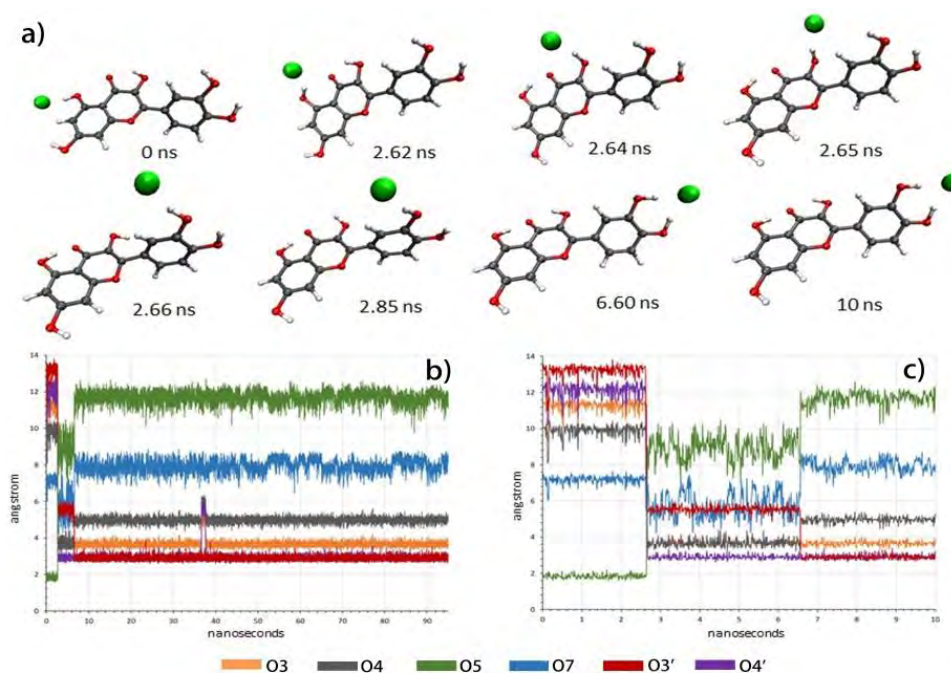 a)
0 ns
2.62 ns
2.64 ns
2.65 ns
2.66 ns
2.85 ns
6.60 ns
10 ns
b)
14
12
10
8
6
4
2
0
angstrom
0 10 20 30 40 50 60 70 80 90
nanoseconds
c)
14
12
10
8
6
4
2
0
angstrom
0 1 2 3 4 5 6 7 8 9 10
nanoseconds
O3 O4 O5 O7 O3′ O4′